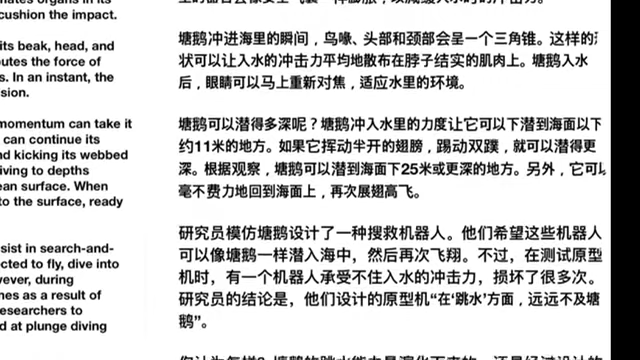 cushion the impact.
its beak, head, and
butes the force of
s. In an instant, the
sion.
momentum can take it
can continue its
nd kicking its webbed
iving to depths
ean surface. When
to the surface, ready
sist in search-and-
cted to fly, dive into
wever, during
nes as a result of
esearchers to
d at plunge diving
塘鹅冲进海里的瞬间，鸟喙、头部和颈部会呈一个三角锥。这样的
状可以让入水的冲击力平均地散布在脖子结实的肌肉上。塘鹅入水
后，眼睛可以马上重新对焦，适应水里的环境。
塘鹅可以潜得多深呢？塘鹅冲入水里的力度让它可以下潜到海面以下
约11米的地方。如果它挥动半开的翅膀，踢动双蹼，就可以潜得更
深。根据观察，塘鹅可以潜到海面下25米或更深的地方。另外，它可以
毫不费力地回到海面上，再次展翅高飞。
研究员模仿塘鹅设计了一种搜救机器人。他们希望这些机器人
可以像塘鹅一样潜入海中，然后再次飞翔。不过，在测试原型
机时，有一个机器人承受不住入水的冲击力，损坏了很多次。
研究员的结论是，他们设计的原型机“在‘跳水’方面，远远不及塘
鹅”。